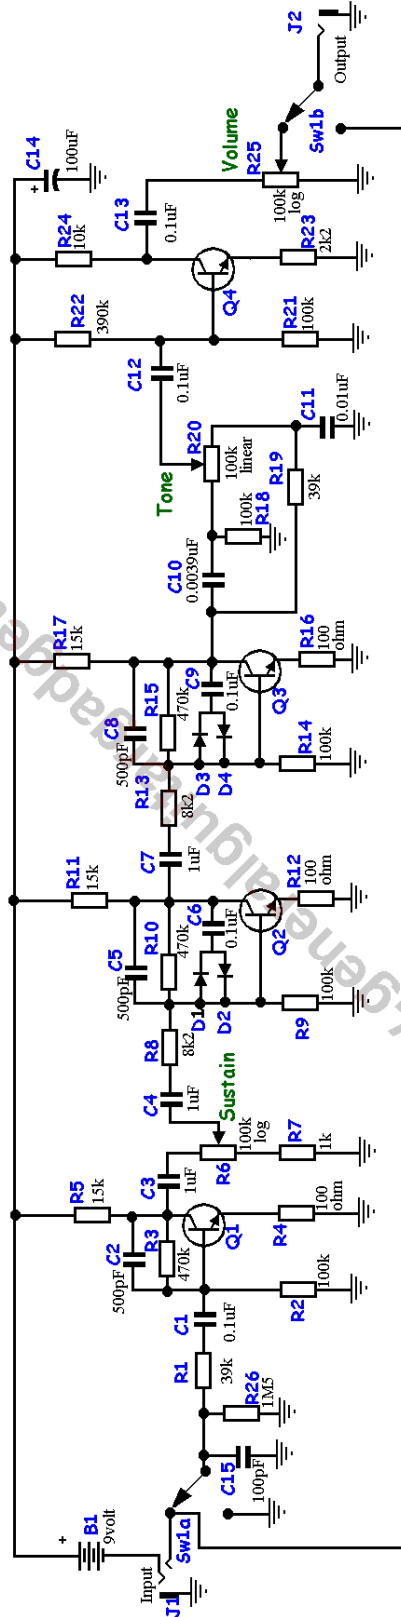 J1
Input
B1
9volt
Sw1a
C15
100pF
R26
1M5
R1
39k
C1
0.1uF
R2
100k
C2
500pF
R3
470k
R5
15k
Q1
R4
100
ohm
C3
1uF
R6
100k
log
Sustain
R7
1k
C4
1uF
R8
8k2
C5
500pF
R10
470k
R11
15k
D1
D2
C6
0.1uF
R9
100k
Q2
R12
100
ohm
C7
1uF
R13
8k2
C8
500pF
R15
470k
R17
15k
D3
D4
C9
0.1uF
R14
100k
Q3
R16
100
ohm
C10
0.0039uF
R18
100k
R19
39k
Tone
R20
100k
linear
C11
0.01uF
C12
0.1uF
R22
390k
R21
100k
Q4
R24
10k
R23
2k2
C13
0.1uF
C14
100uF
Volume
R25
100k
log
Sw1b
Output
J2